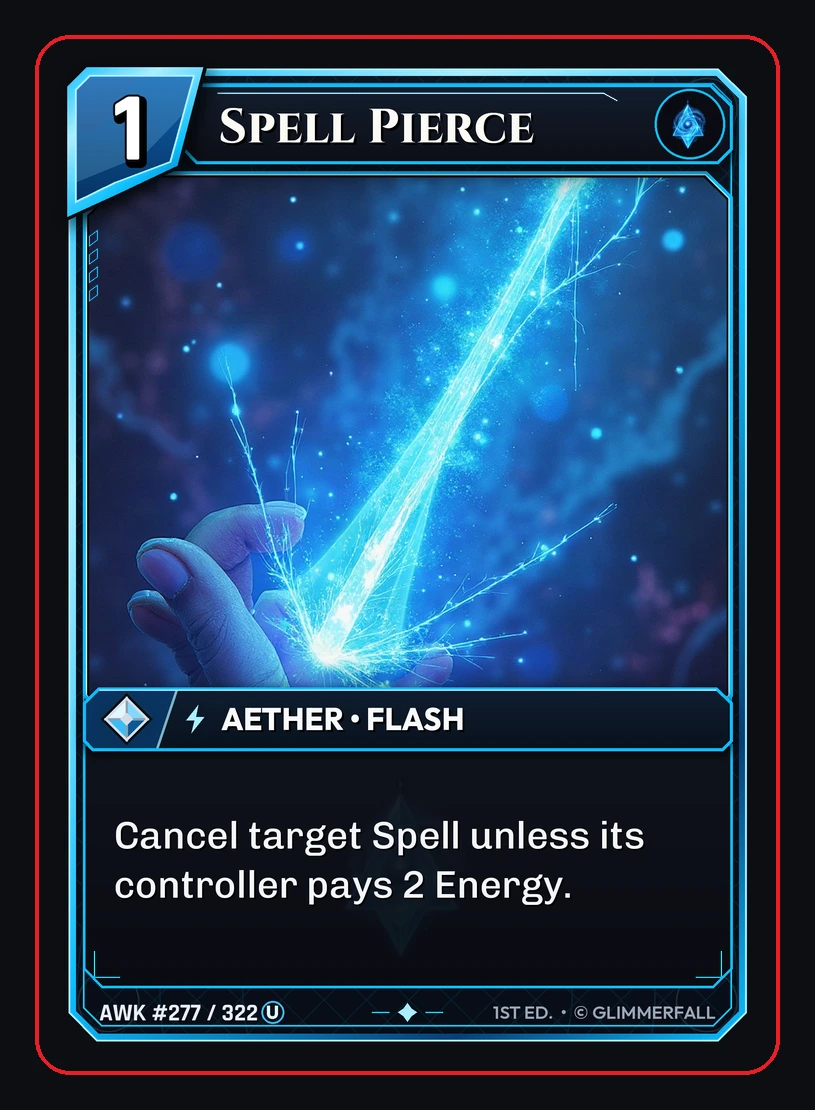 1
SPELL PIERCE
AETHER • FLASH
Cancel target Spell unless its
controller pays 2 Energy.
AWK #277 / 322 U
1ST ED. • © GLIMMERFALL